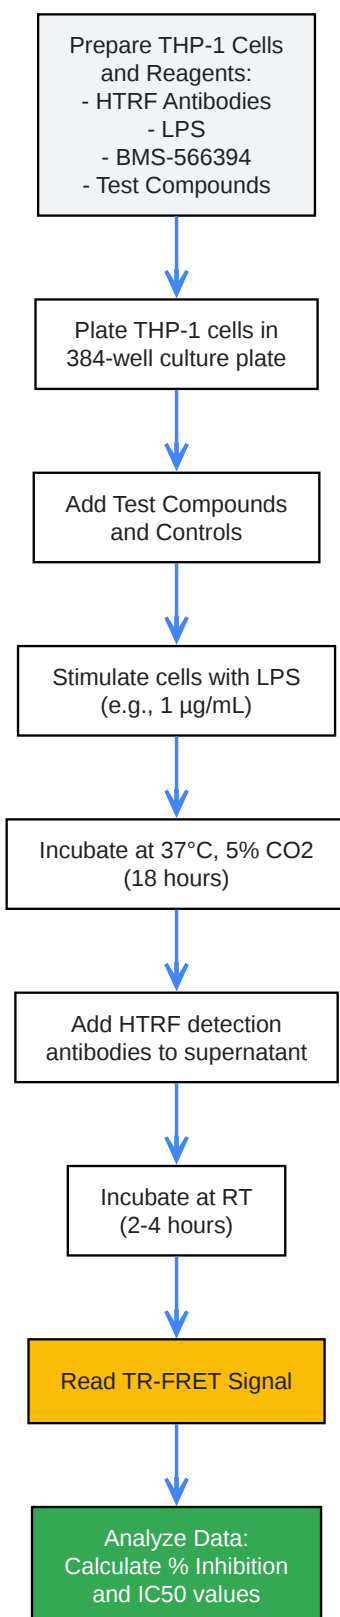 Prepare THP-1 Cells
and Reagents:
- HTRF Antibodies
- LPS
- BMS-566394
- Test Compounds
Plate THP-1 cells in
384-well culture plate
Add Test Compounds
and Controls
Stimulate cells with LPS
(e.g., 1 µg/mL)
Incubate at 37°C, 5% CO2
(18 hours)
Add HTRF detection
antibodies to supernatant
Incubate at RT
(2-4 hours)
Read TR-FRET Signal
Analyze Data:
Calculate % Inhibition
and IC50 values